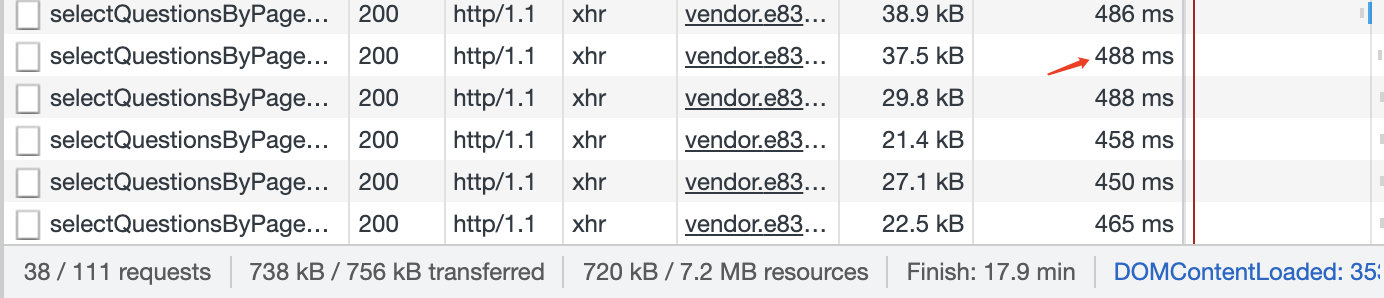 selectQuestionsByPage… 200 http/1.1 xhr vendor.e83… 38.9 kB 486 ms
selectQuestionsByPage… 200 http/1.1 xhr vendor.e83… 37.5 kB 488 ms
selectQuestionsByPage… 200 http/1.1 xhr vendor.e83… 29.8 kB 488 ms
selectQuestionsByPage… 200 http/1.1 xhr vendor.e83… 21.4 kB 458 ms
selectQuestionsByPage… 200 http/1.1 xhr vendor.e83… 27.1 kB 450 ms
selectQuestionsByPage… 200 http/1.1 xhr vendor.e83… 22.5 kB 465 ms
38 / 111 requests 738 kB / 756 kB transferred 720 kB / 7.2 MB resources Finish: 17.9 min DOMContentLoaded: